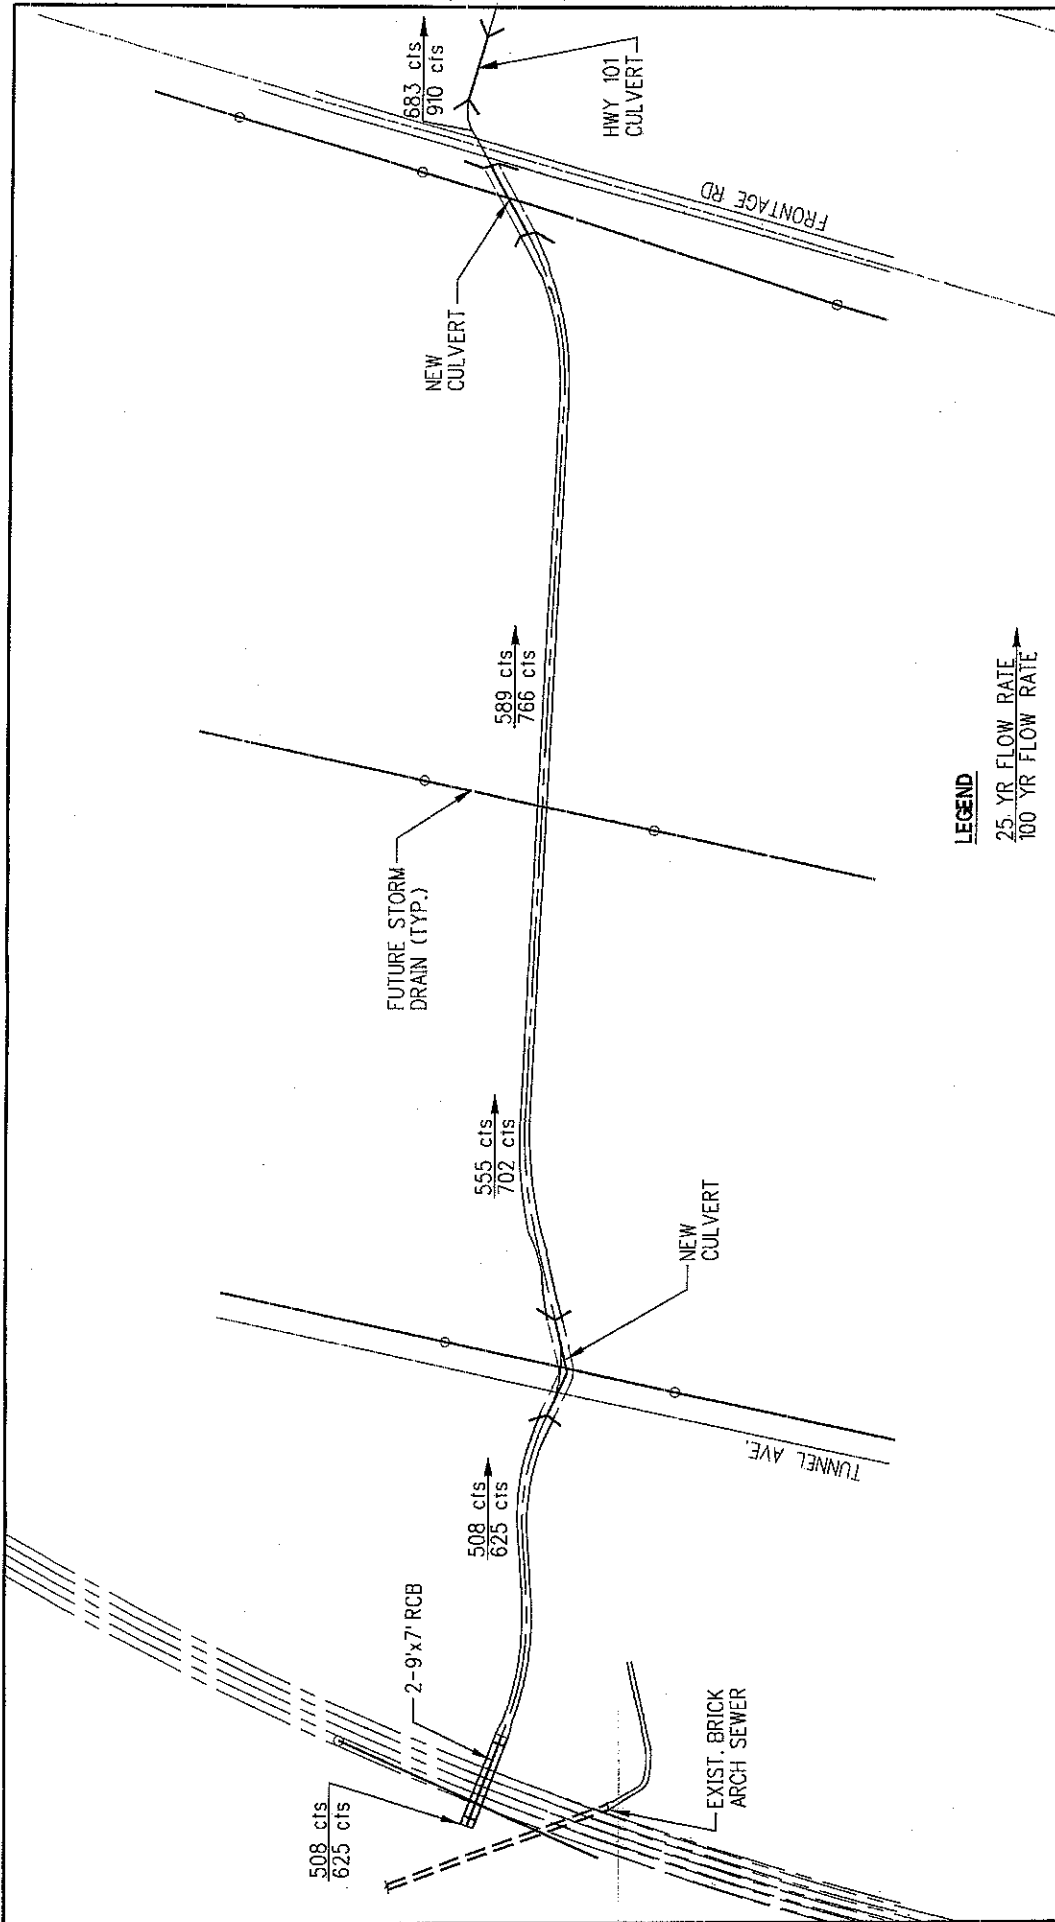 508 cfs
625 cfs
2-9'x7' RCB
EXIST. BRICK
ARCH SEWER
508 cfs
625 cfs
TUNNEL AVE.
NEW
CULVERT
555 cfs
702 cfs
FUTURE STORM
DRAIN (TYP.)
589 cfs
766 cfs
NEW
CULVERT
FRONTAGE RD
683 cfs
910 cfs
HWY 101
CULVERT
LEGEND
25 YR FLOW RATE
100 YR FLOW RATE